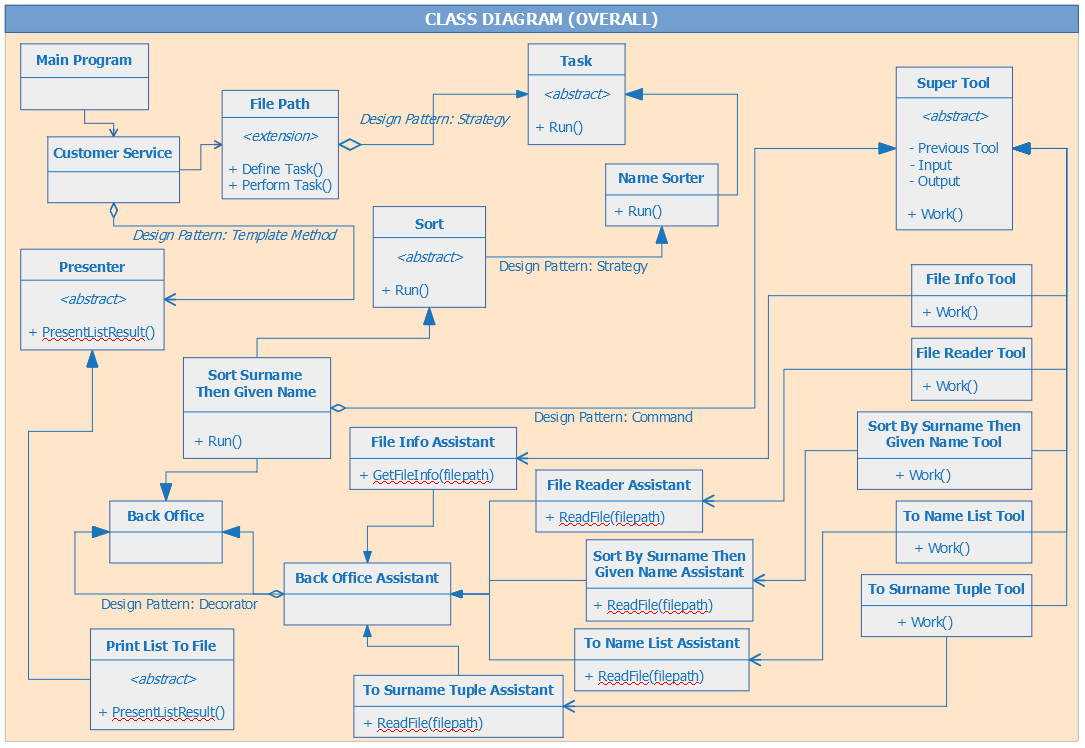 CLASS DIAGRAM (OVERALL)
Main Program
Customer Service
File Path
<extension>
+ Define Task()
+ Perform Task()
Design Pattern: Strategy
Task
<abstract>
+ Run()
Super Tool
<abstract>
- Previous Tool
- Input
- Output
+ Work()
Name Sorter
+ Run()
Design Pattern: Template Method
Sort
<abstract>
+ Run()
Design Pattern: Strategy
Presenter
<abstract>
+ PresentListResult()
File Info Tool
+ Work()
File Reader Tool
+ Work()
Sort Surname
Then Given Name
+ Run()
Design Pattern: Command
Sort By Surname Then
Given Name Tool
+ Work()
File Info Assistant
+ GetFileInfo(filepath)
File Reader Assistant
+ ReadFile(filepath)
Back Office
To Name List Tool
+ Work()
Sort By Surname Then
Given Name Assistant
+ ReadFile(filepath)
Back Office Assistant
Design Pattern: Decorator
To Surname Tuple Tool
+ Work()
Print List To File
<abstract>
+ PresentListResult()
To Name List Assistant
+ ReadFile(filepath)
To Surname Tuple Assistant
+ ReadFile(filepath)